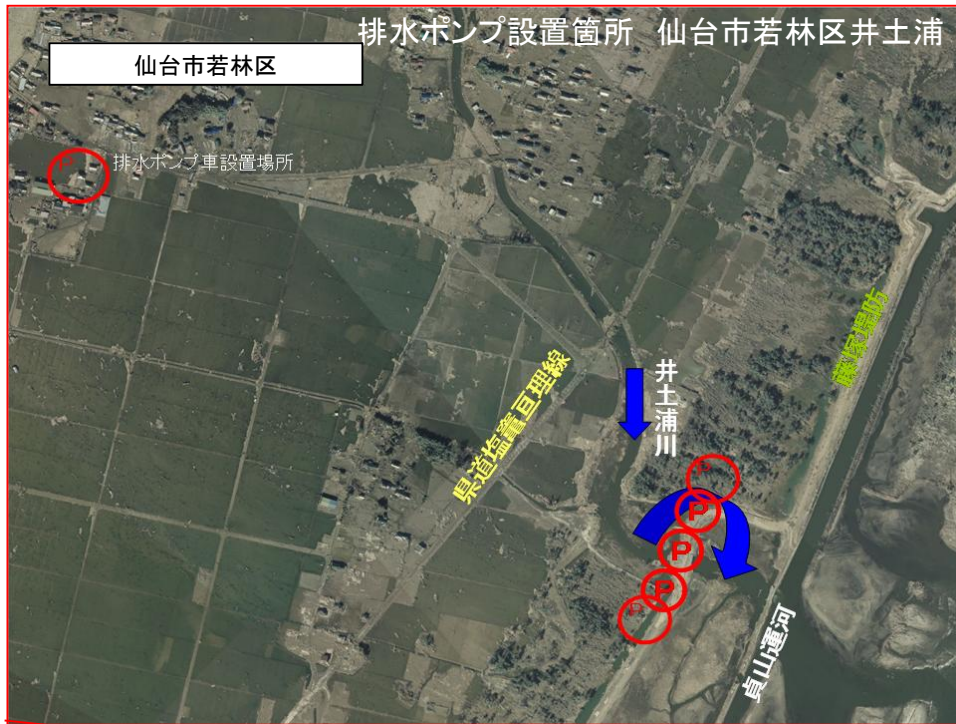 排水ポンプ設置箇所　仙台市若林区井土浦
仙台市若林区
P
排水ポンプ車設置場所
藤塚堤防
井土浦川
県道塩竈亘理線
P
P
P
P
P
貞山運河